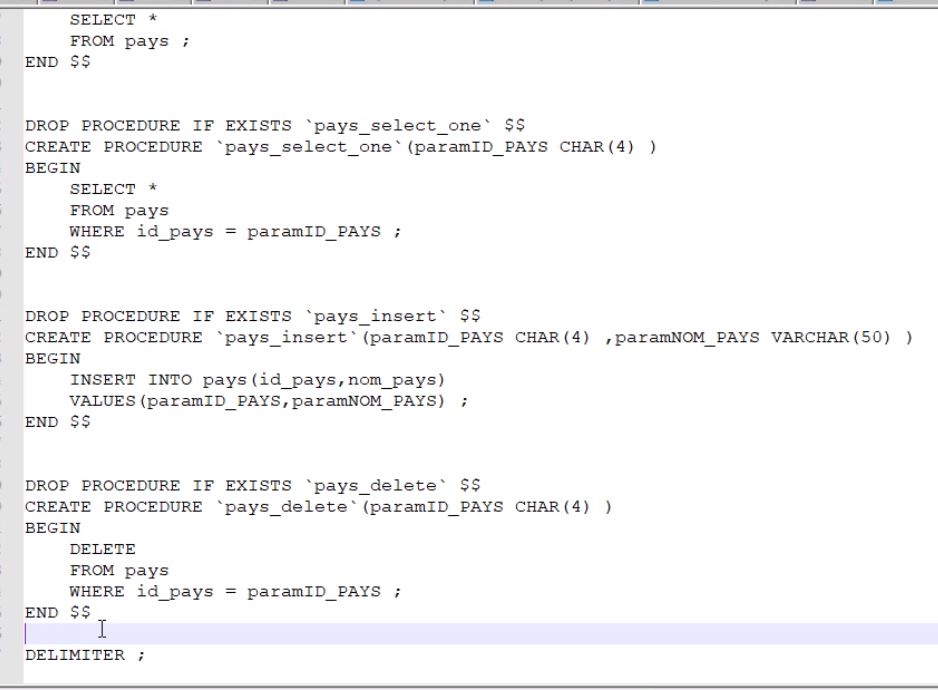 SELECT *
FROM pays ;
END $$
DROP PROCEDURE IF EXISTS `pays_select_one` $$
CREATE PROCEDURE `pays_select_one`(paramID_PAYS CHAR(4) )
BEGIN
SELECT *
FROM pays
WHERE id_pays = paramID_PAYS ;
END $$
DROP PROCEDURE IF EXISTS `pays_insert` $$
CREATE PROCEDURE `pays_insert`(paramID_PAYS CHAR(4) ,paramNOM_PAYS VARCHAR(50) )
BEGIN
INSERT INTO pays(id_pays,nom_pays)
VALUES(paramID_PAYS,paramNOM_PAYS) ;
END $$
DROP PROCEDURE IF EXISTS `pays_delete` $$
CREATE PROCEDURE `pays_delete`(paramID_PAYS CHAR(4) )
BEGIN
DELETE
FROM pays
WHERE id_pays = paramID_PAYS ;
END $$
DELIMITER ;